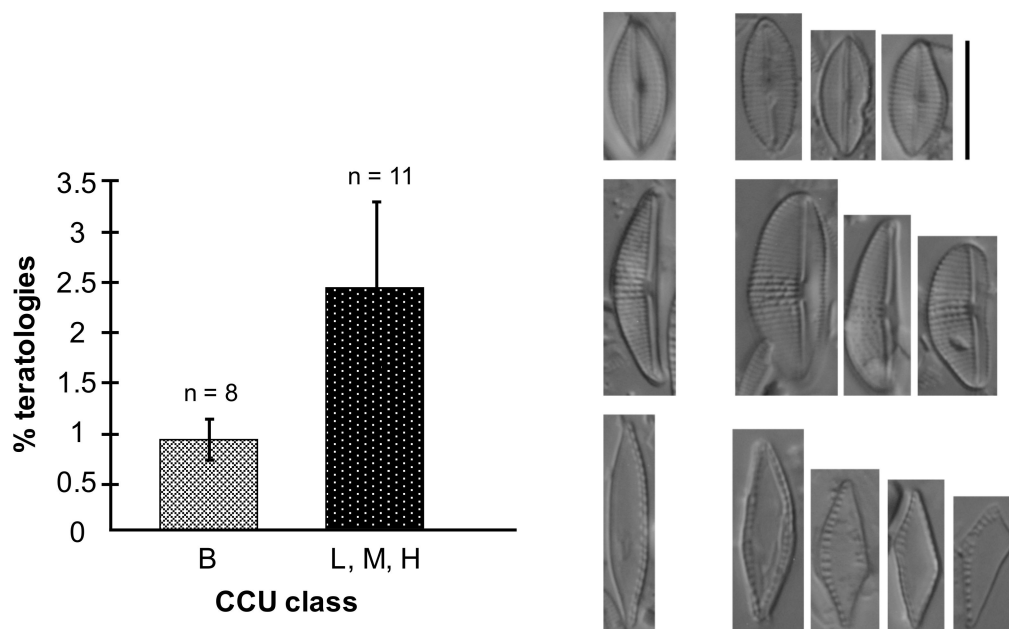 % teratologies
3.5
3
2.5
2
1.5
1
0.5
0
n = 8
n = 11
B
L, M, H
CCU class